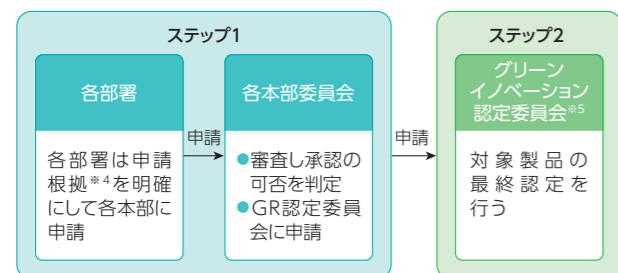 ステップ1
各部署
各部署は申請
根拠※4を明確
にして各本部に
申請
申請
各本部委員会
●審査し承認の
可否を判定
●GR認定委員
会に申請
申請
ステップ2
グリーン
イノベーション
認定委員会※5
対象製品の
最終認定を
行う